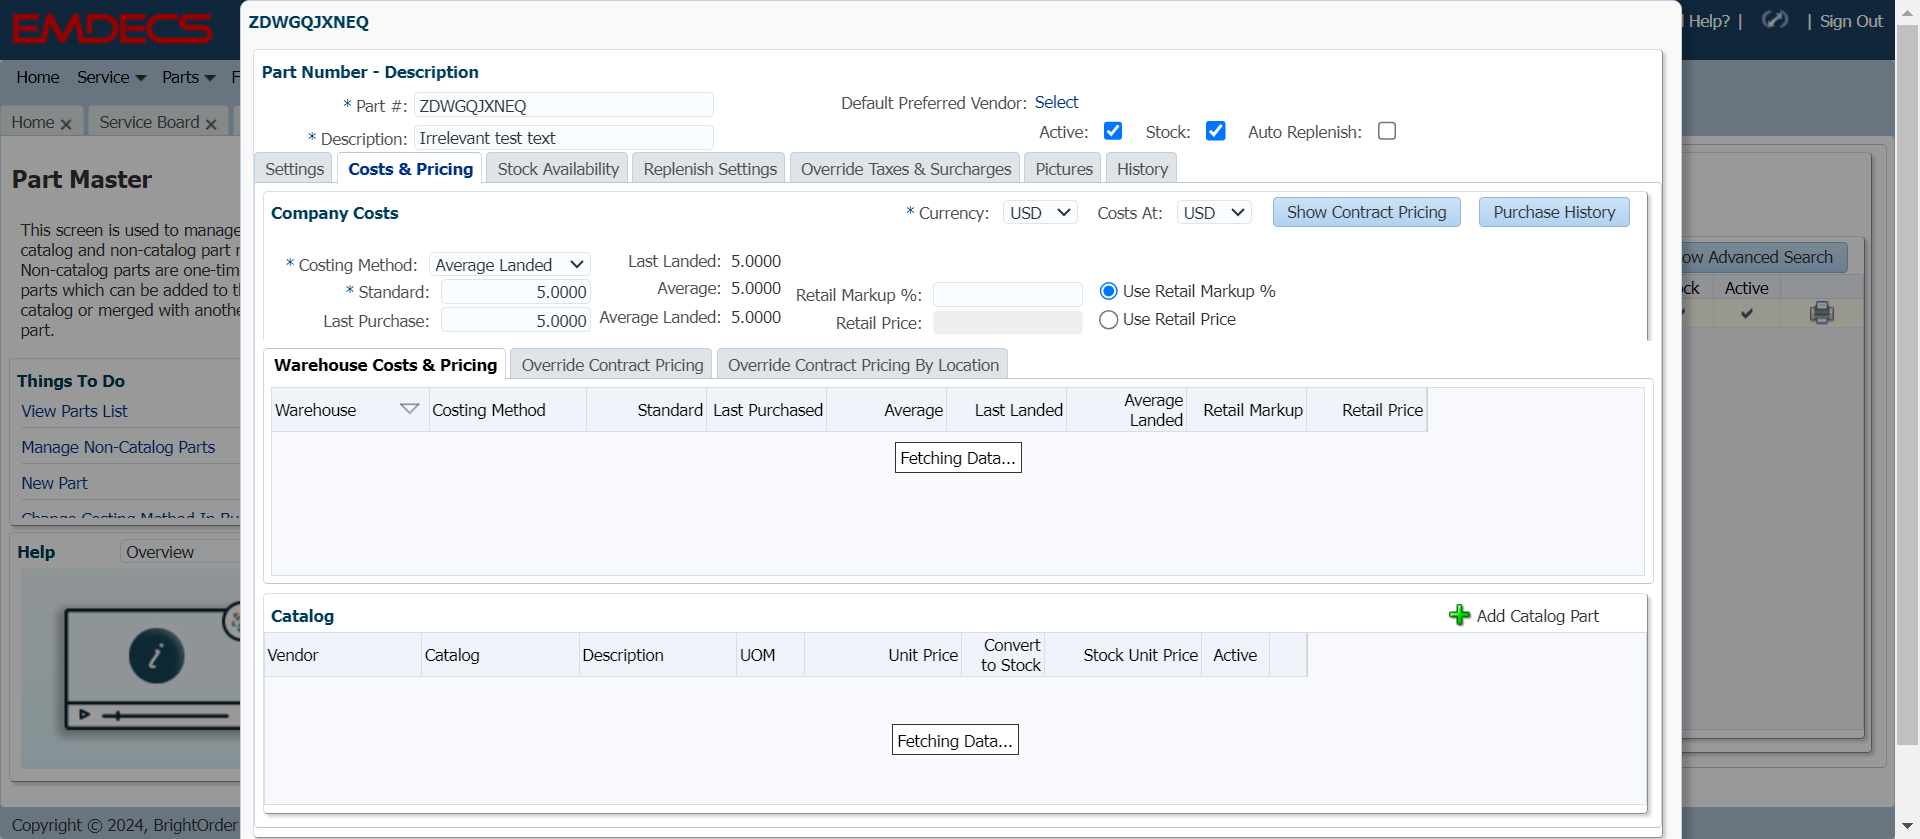 EMDECS
ZDWGQJXNEQ
Help? |
| Sign Out
Home Service Parts F
Home Service Board
Part Number - Description
* Part #: ZDWGQJXNEQ
Default Preferred Vendor: Select
* Description: Irrelevant test text
Active: Stock: Auto Replenish:
Settings Costs & Pricing Stock Availability Replenish Settings Override Taxes & Surcharges Pictures History
Part Master
This screen is used to manage
catalog and non-catalog part
Non-catalog parts are one-tim
parts which can be added to
catalog or merged with anothe
part.
Company Costs
* Currency: USD Costs At: USD Show Contract Pricing Purchase History
* Costing Method: Average Landed Last Landed: 5.0000
* Standard: 5.0000 Average: 5.0000 Retail Markup %: Use Retail Markup %
Last Purchase: 5.0000 Average Landed: 5.0000 Retail Price: Use Retail Price
Advanced Search
Active
Things To Do
View Parts List
Manage Non-Catalog Parts
New Part
Change Costing Method In Bu
Help Overview
Warehouse Costs & Pricing Override Contract Pricing Override Contract Pricing By Location
Warehouse Costing Method Standard Last Purchased Average Last Landed Average Landed Retail Markup Retail Price
Fetching Data...
Catalog
Add Catalog Part
Vendor Catalog Description UOM Unit Price Convert to Stock Stock Unit Price Active
Fetching Data...
Copyright © 2024, BrightOrder